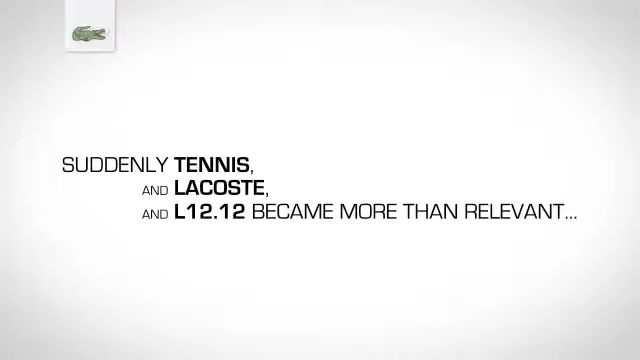 SUDDENLY TENNIS,
AND LACOSTE,
AND L12.12 BECAME MORE THAN RELEVANT...